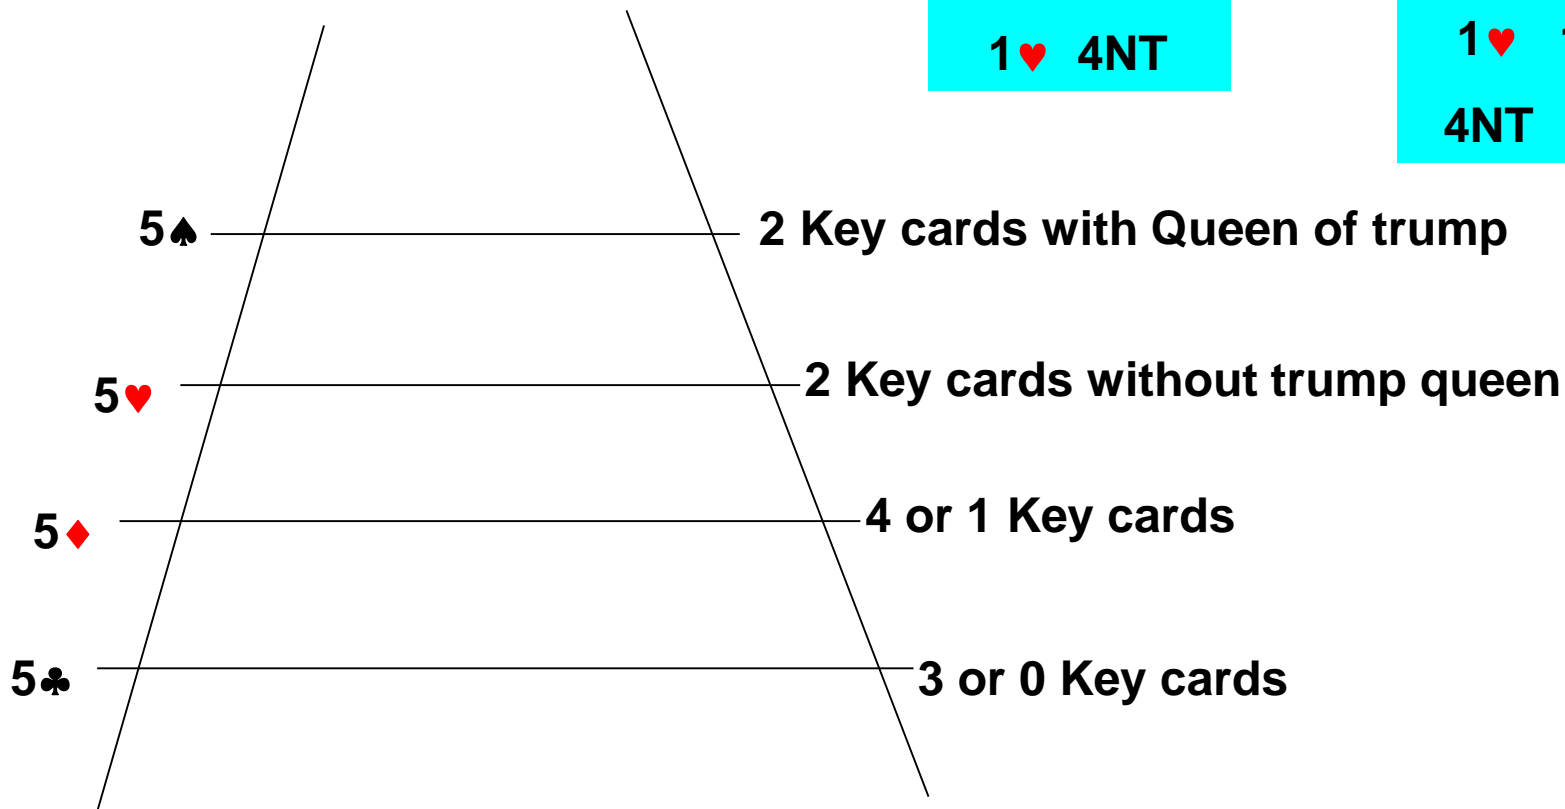 1♥ 4NT
1♥
4NT
5♠ 2 Key cards with Queen of trump
5♥ 2 Key cards without trump queen
5♦ 4 or 1 Key cards
5♣ 3 or 0 Key cards